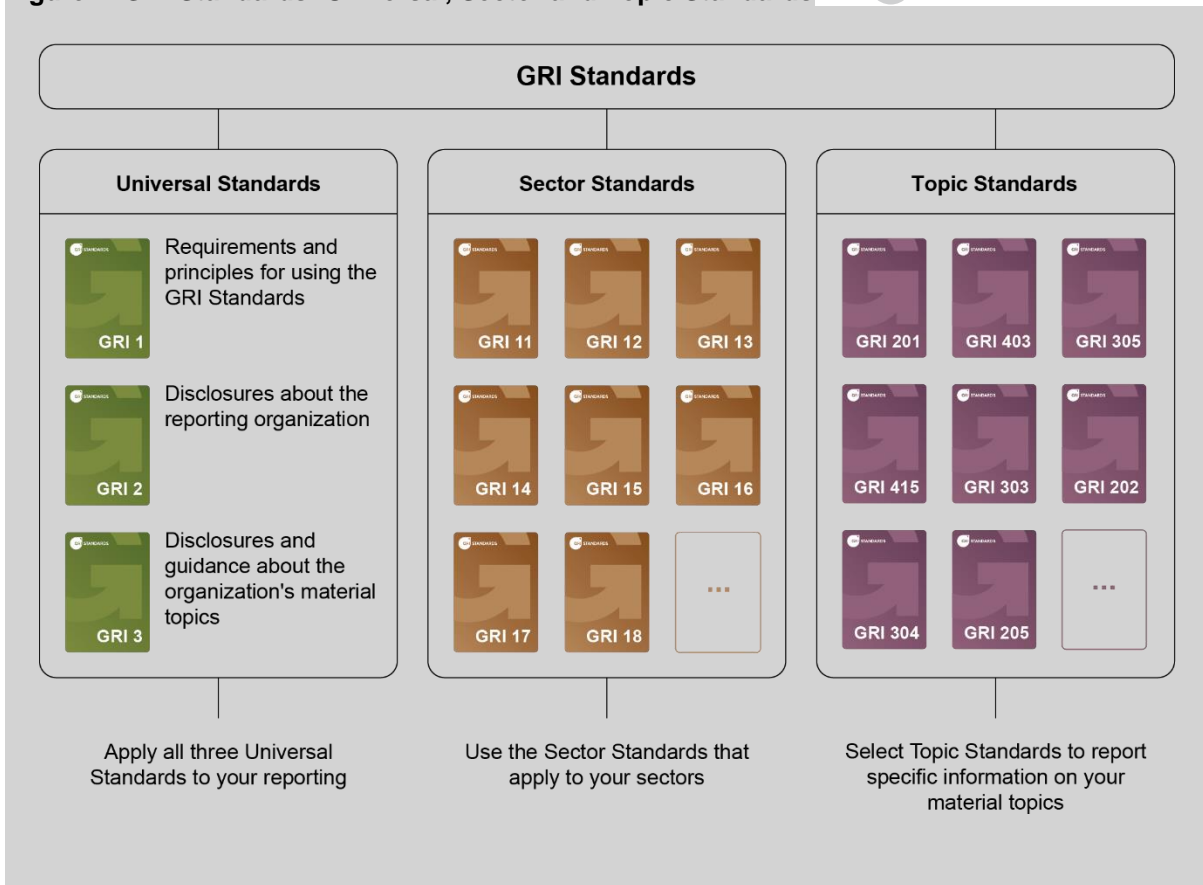 GRI Standards
Universal Standards
GRI 1
Requirements and
principles for using the
GRI Standards
GRI 2
Disclosures about the
reporting organization
GRI 3
Disclosures and
guidance about the
organization's material
topics
Apply all three Universal
Standards to your reporting
Sector Standards
GRI 11 GRI 12 GRI 13
GRI 14 GRI 15 GRI 16
GRI 17 GRI 18 ...
Use the Sector Standards that
apply to your sectors
Topic Standards
GRI 201 GRI 403 GRI 305
GRI 415 GRI 303 GRI 202
GRI 304 GRI 205 ...
Select Topic Standards to report
specific information on your
material topics